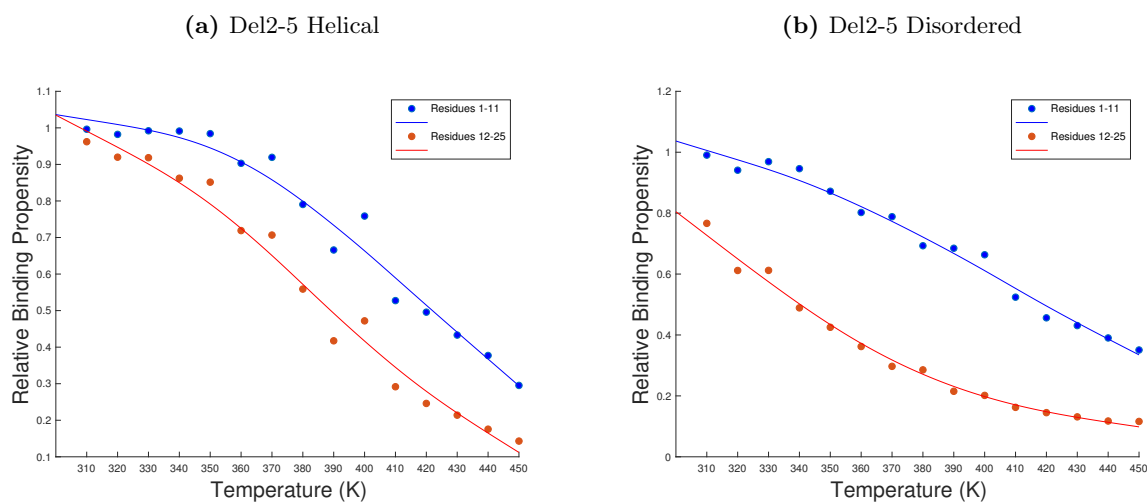 (a) Del2-5 Helical
1.1
1
0.9
0.8
0.7
0.6
0.5
0.4
0.3
0.2
0.1
Relative Binding Propensity
310 320 330 340 350 360 370 380 390 400 410 420 430 440 450
Temperature (K)
Residues 1-11
Residues 12-25
(b) Del2-5 Disordered
1.2
1
0.8
0.6
0.4
0.2
0
Relative Binding Propensity
310 320 330 340 350 360 370 380 390 400 410 420 430 440 450
Temperature (K)
Residues 1-11
Residues 12-25